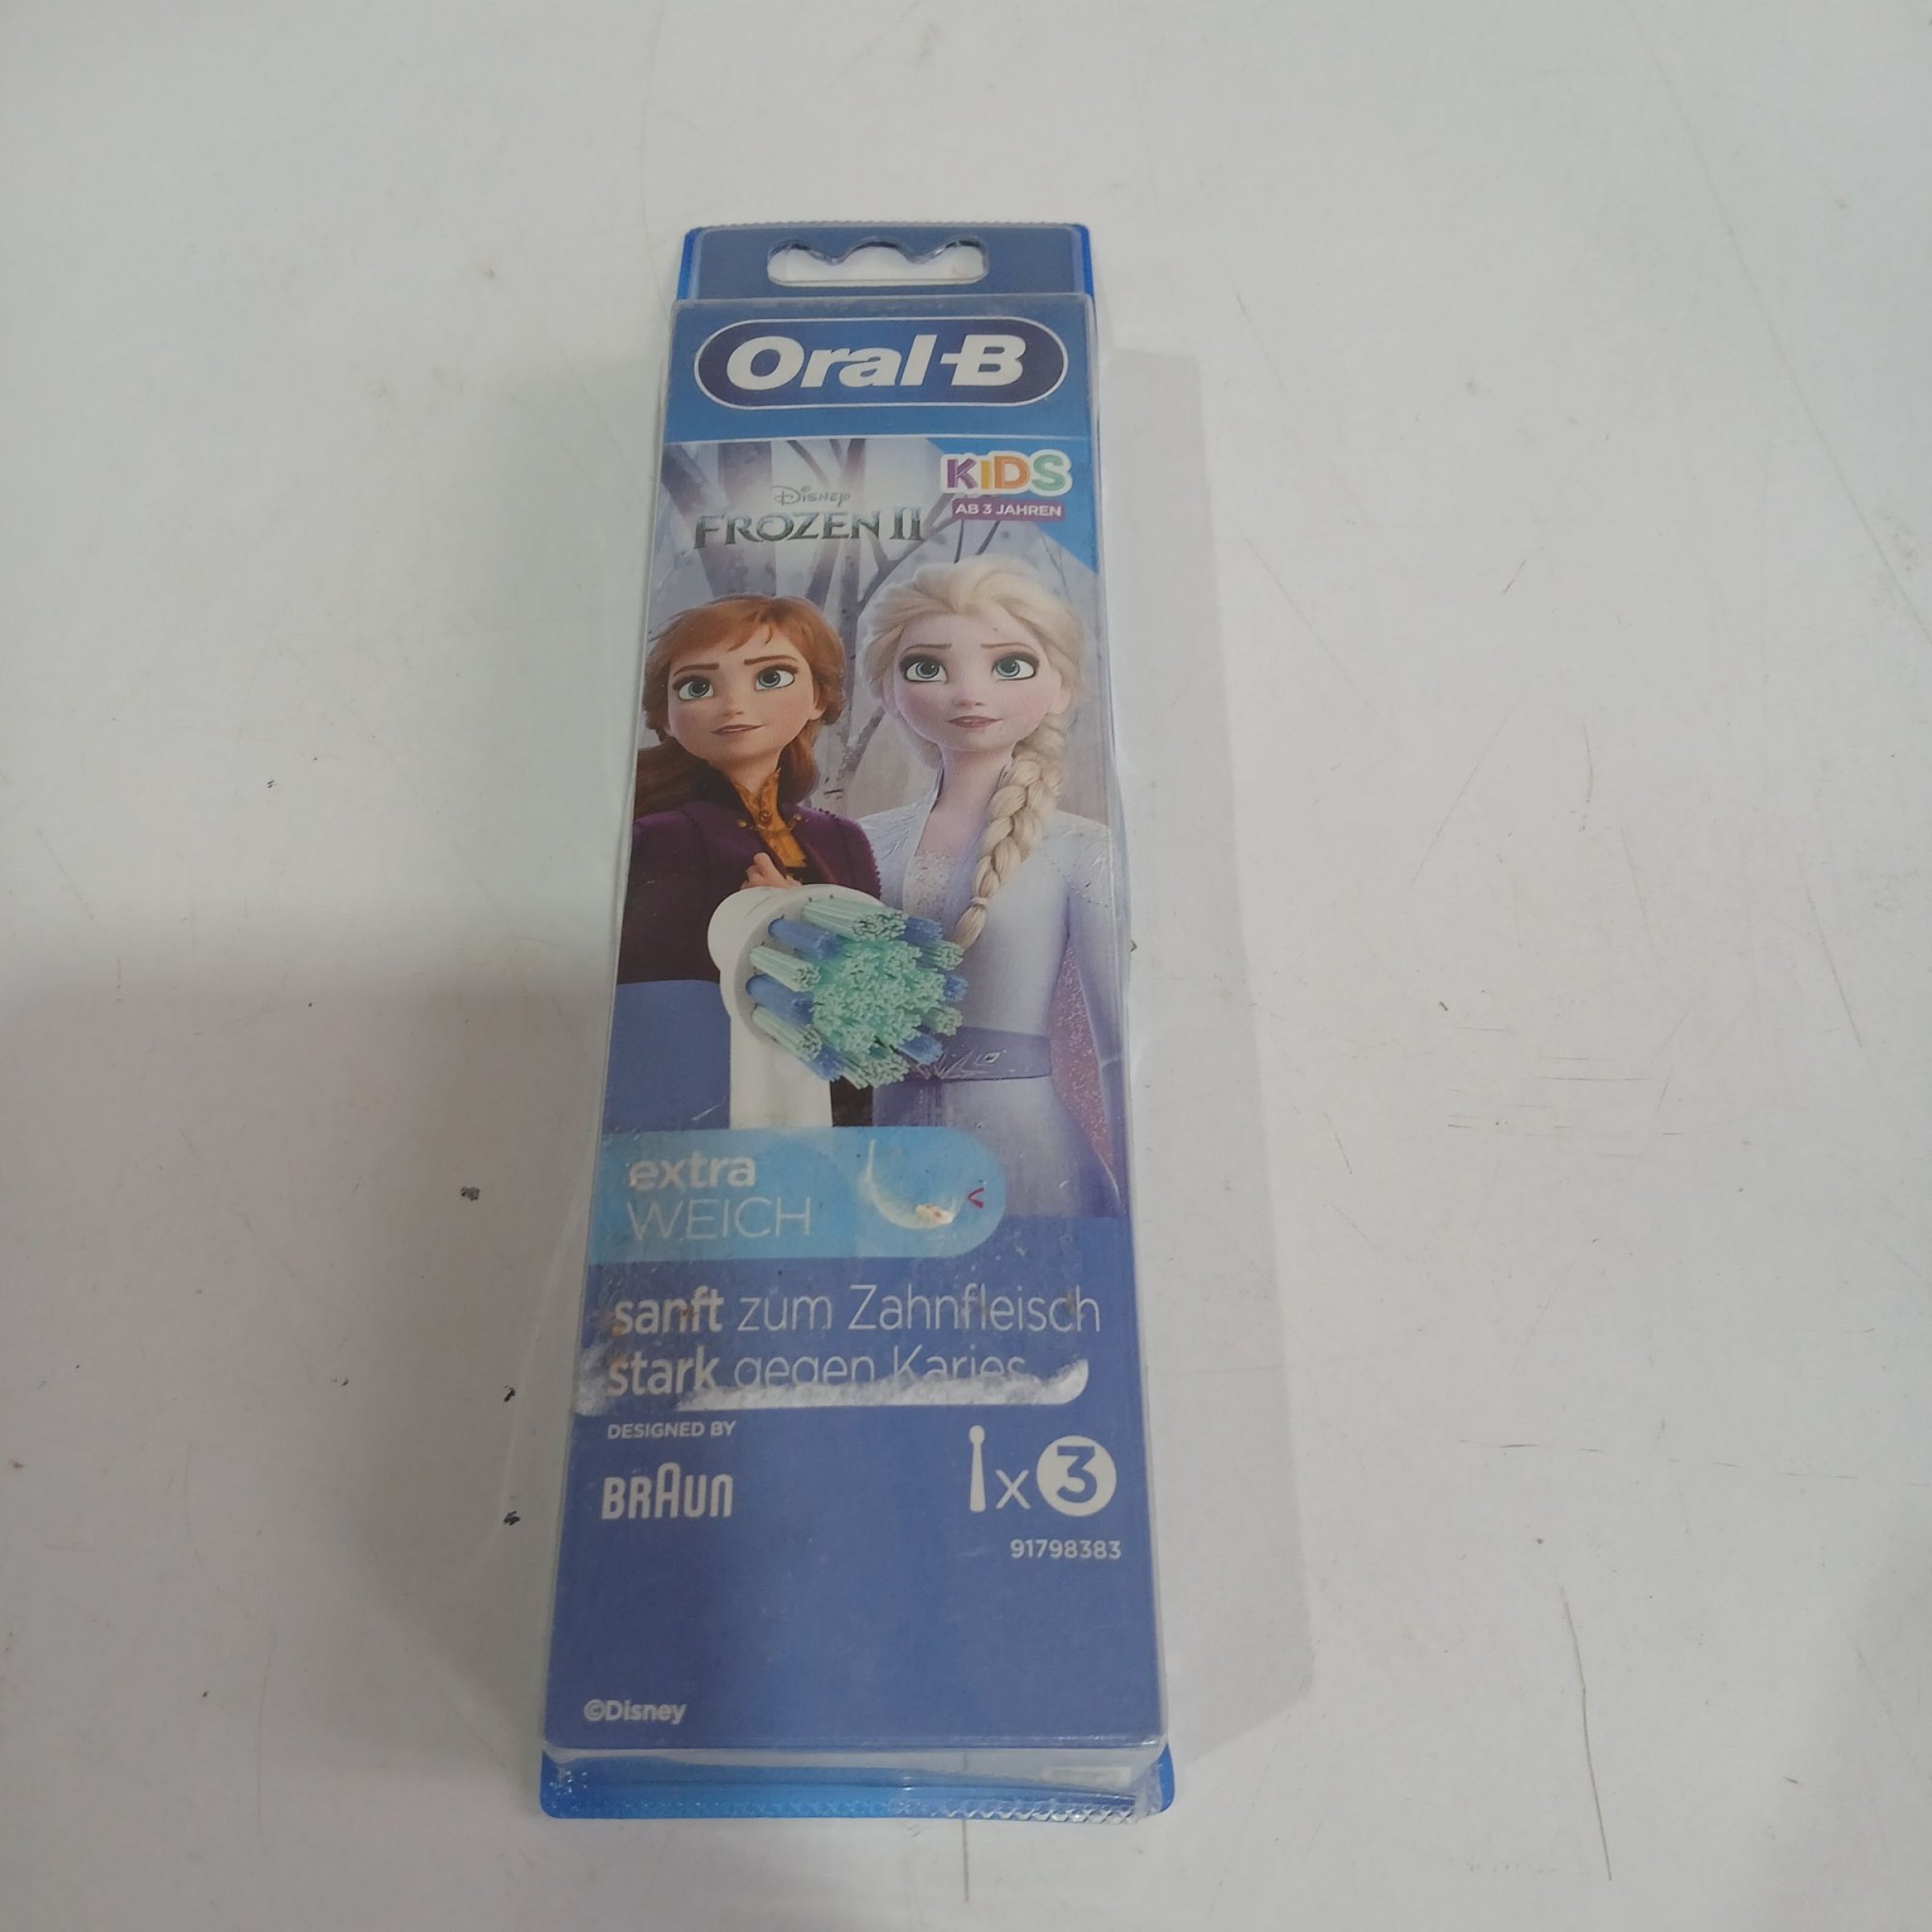 Oral-B
KIDS
AB 3 JAHREN
Disney
FROZEN II
extra
WEICH
sanft zum Zahnfleisch
stark gegen Karies
DESIGNED BY
BRAUN
x 3
91798383
©Disney